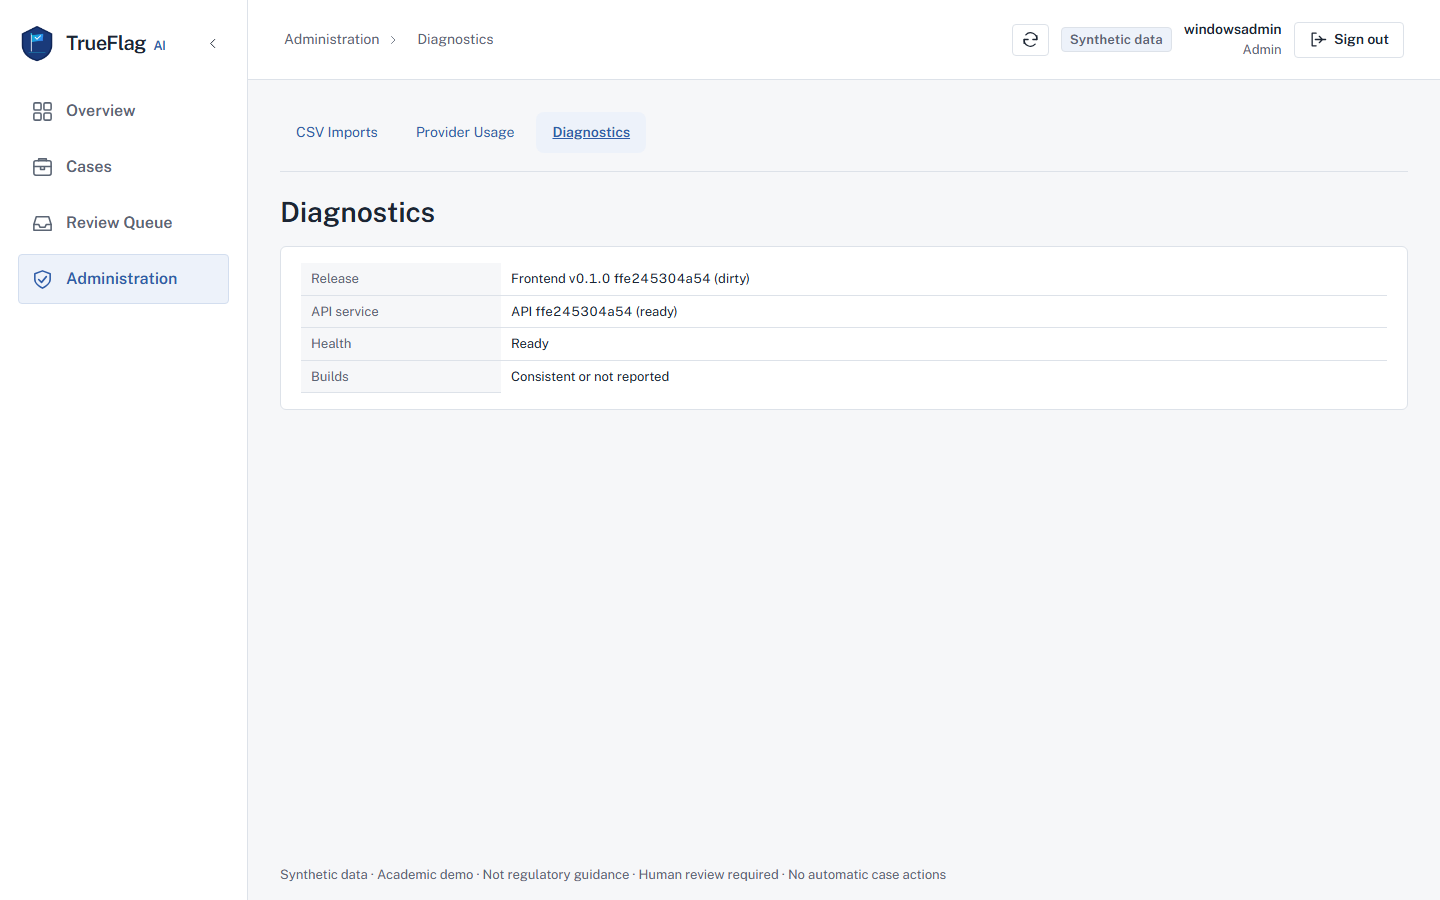 TrueFlag AI
Overview
Cases
Review Queue
Administration
Administration > Diagnostics
Synthetic data
windowsadmin
Admin
Sign out
CSV Imports
Provider Usage
Diagnostics
Diagnostics
Release Frontend v0.1.0 ffe245304a54 (dirty)
API service API ffe245304a54 (ready)
Health Ready
Builds Consistent or not reported
Synthetic data · Academic demo · Not regulatory guidance · Human review required · No automatic case actions